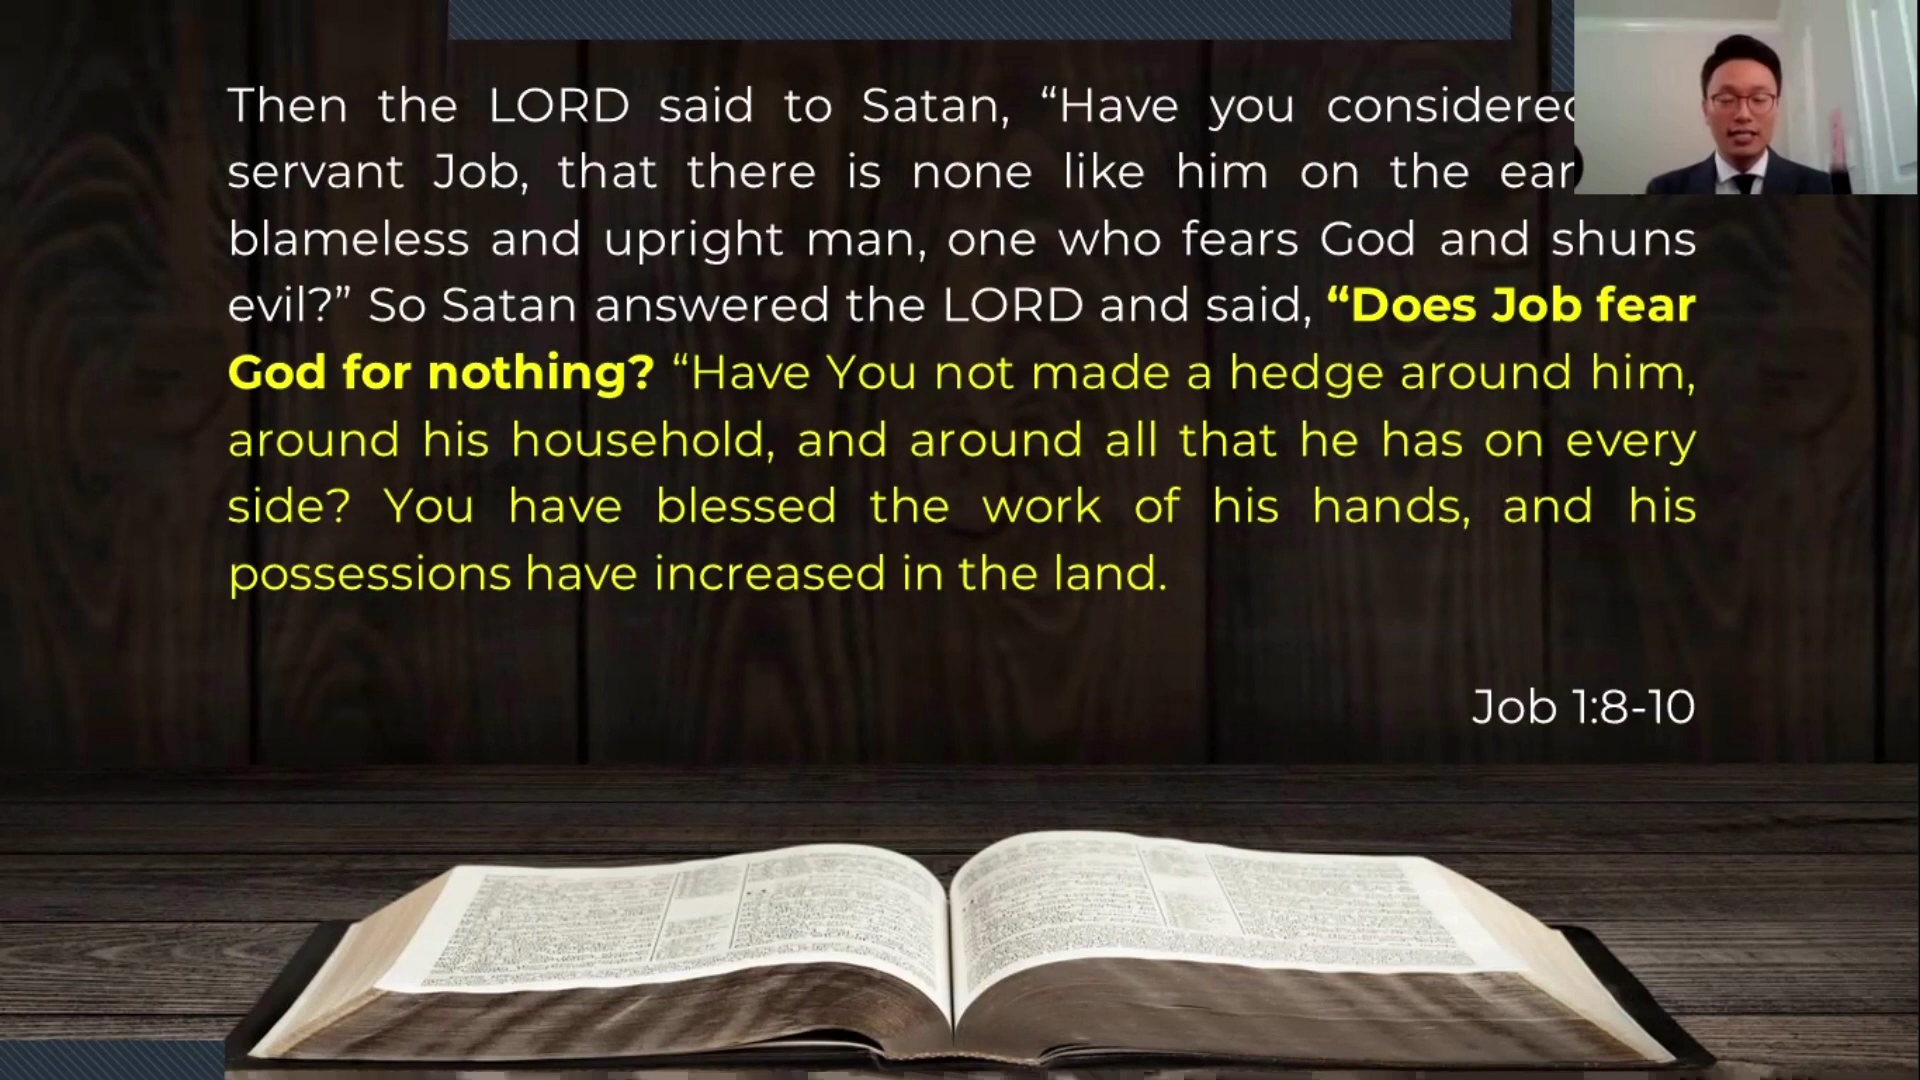 Then the LORD said to Satan, “Have you considered
servant Job, that there is none like him on the
blameless and upright man, one who fears God and shuns
evil?” So Satan answered the LORD and said, “Does Job fear
God for nothing? “Have You not made a hedge around him,
around his household, and around all that he has on every
side? You have blessed the work of his hands, and his
possessions have increased in the land.
Job 1:8-10